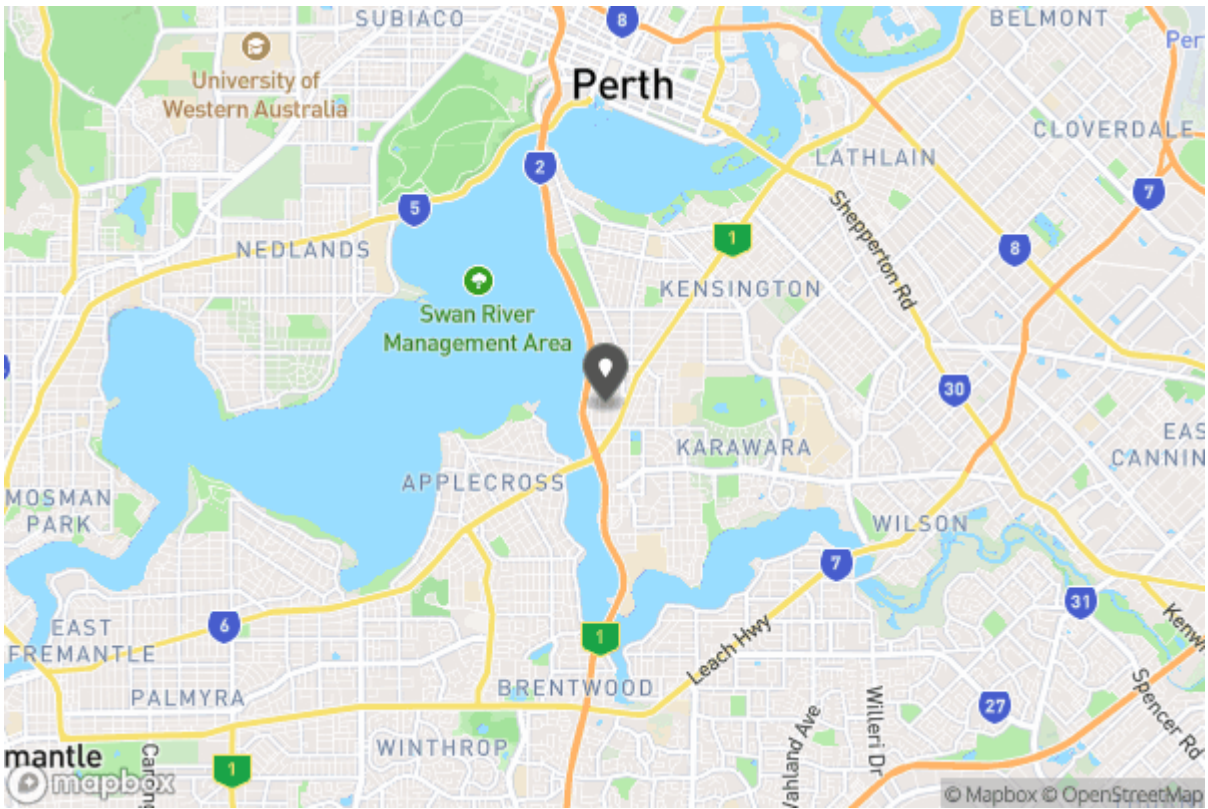 SUBIACO
8
BELMONT
University of
Western Australia
Perth
Per
CLOVERDALE
LATHLAIN
2
7
5
Shepperton Rd
NEDLANDS
1
8
KENSINGTON
Swan River
Management Area
30
KARAWARA
EAS
CANNIN
APPLECROSS
MOSMAN
PARK
WILSON
7
31
6
EAST
FREMANTLE
1
Leach Hwy
Kenwi
BRENTWOOD
PALMYRA
Spencer Rd
27
Willeri Dr
Vahland Ave
WINTHROP
mantle
Carring
1
mapbox
© Mapbox © OpenStreetMap